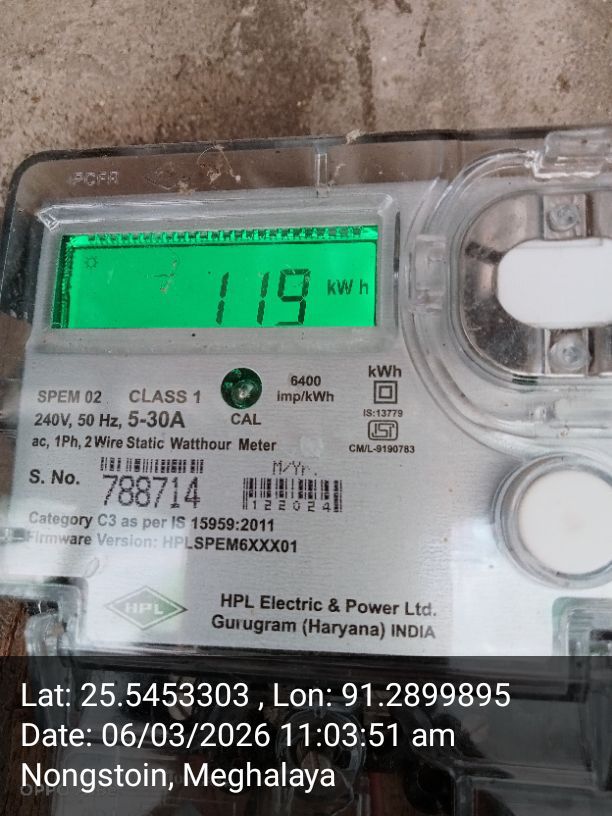 119 kWh
6400
imp/kWh
kWh
SPEM 02 CLASS 1
CAL
240V, 50 Hz, 5-30A
IS:13779
ISI
CM/L-9190783
ac, 1Ph, 2 Wire Static Watthour Meter
M/Yr.
S. No. 788714
122024
Category C3 as per IS 15959:2011
Firmware Version: HPLSPEM6XXX01
HPL
HPL Electric & Power Ltd.
Gurugram (Haryana) INDIA
Lat: 25.5453303 , Lon: 91.2899895
Date: 06/03/2026 11:03:51 am
Nongstoin, Meghalaya